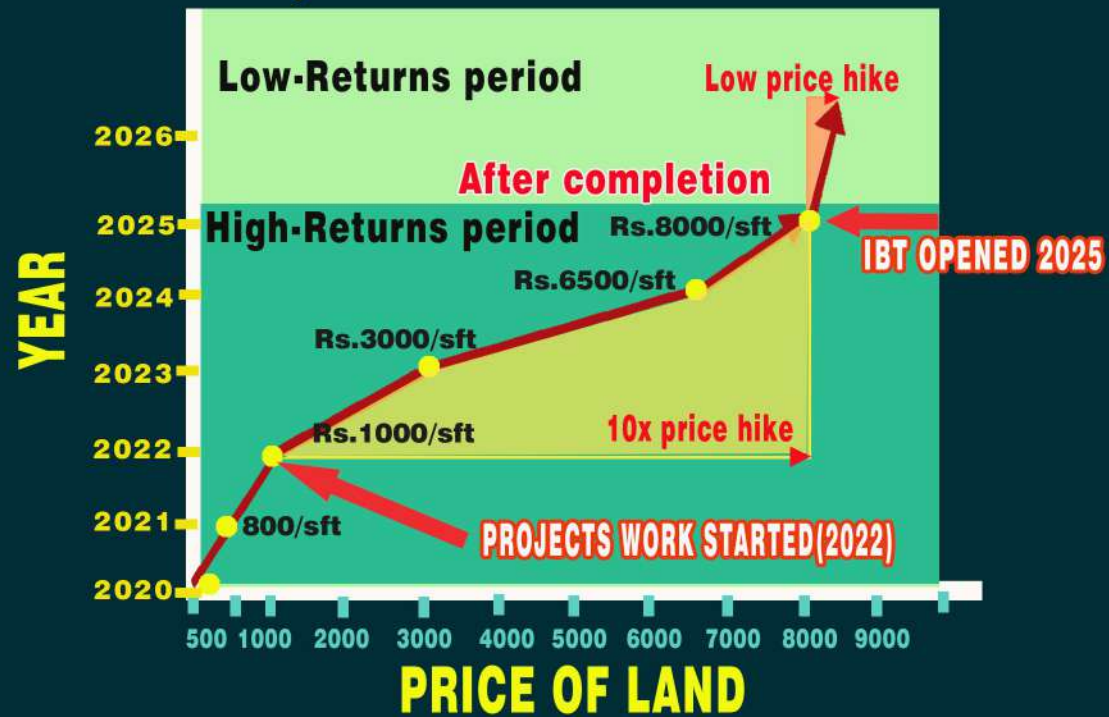 Low-Returns period
Low price hike
2026
After completion
2025
High-Returns period
Rs.8000/sft
IBT OPENED 2025
Rs.6500/sft
2024
YEAR
Rs.3000/sft
2023
Rs.1000/sft
10x price hike
2022
2021
800/sft
PROJECTS WORK STARTED(2022)
2020
500 1000 2000 3000 4000 5000 6000 7000 8000 9000
PRICE OF LAND